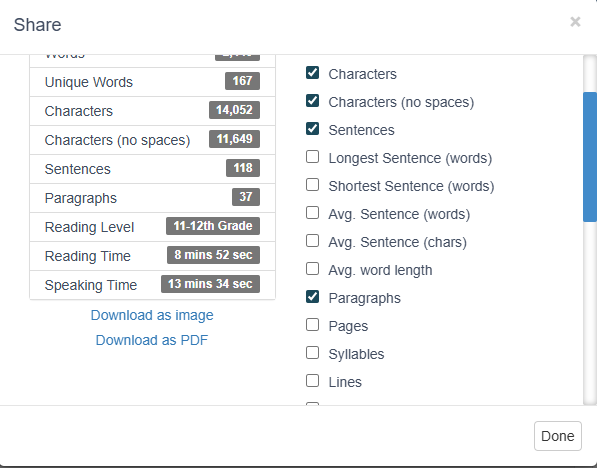 Share ×
Words
Unique Words 167
Characters 14,052
Characters (no spaces) 11,649
Sentences 118
Paragraphs 37
Reading Level 11-12th Grade
Reading Time 8 mins 52 sec
Speaking Time 13 mins 34 sec
Download as image
Download as PDF
Characters
Characters (no spaces)
Sentences
Longest Sentence (words)
Shortest Sentence (words)
Avg. Sentence (words)
Avg. Sentence (chars)
Avg. word length
Paragraphs
Pages
Syllables
Lines
Done